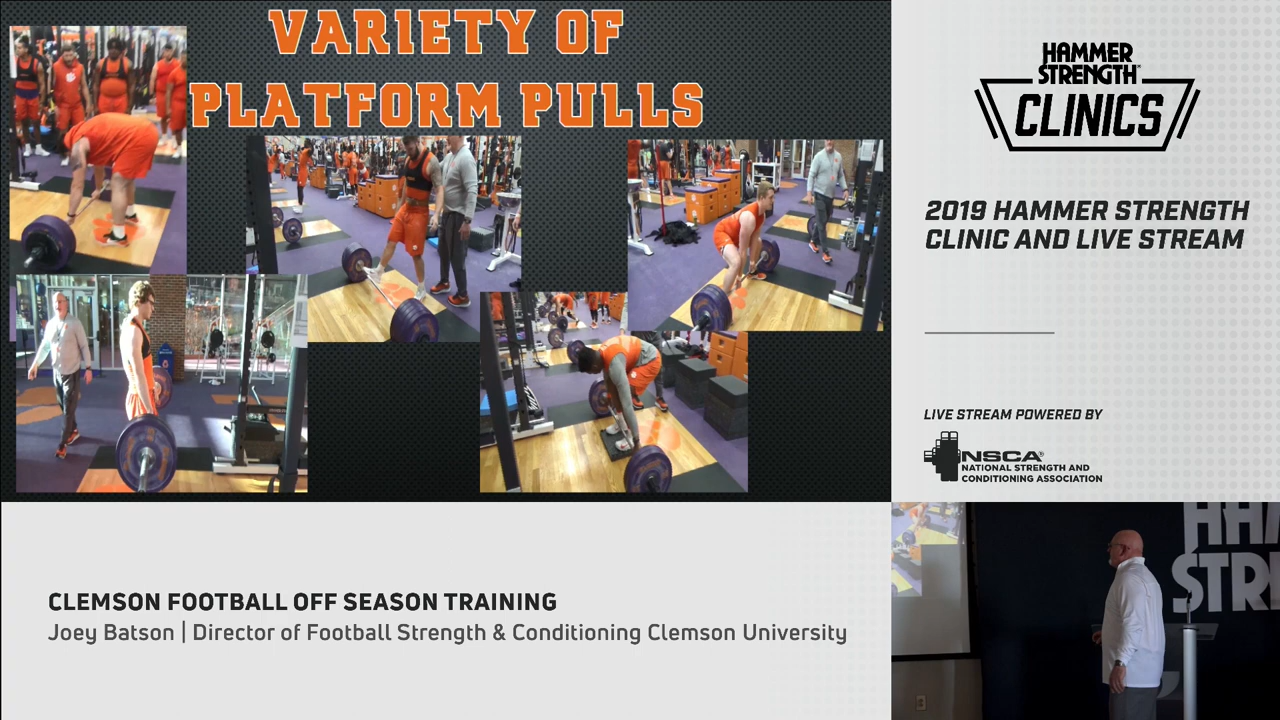 VARIETY OF
PLATFORM PULLS
HAMMER
STRENGTH®
CLINICS
2019 HAMMER STRENGTH
CLINIC AND LIVE STREAM
LIVE STREAM POWERED BY
NSCA®
NATIONAL STRENGTH AND
CONDITIONING ASSOCIATION
CLEMSON FOOTBALL OFF SEASON TRAINING
Joey Batson | Director of Football Strength & Conditioning Clemson University